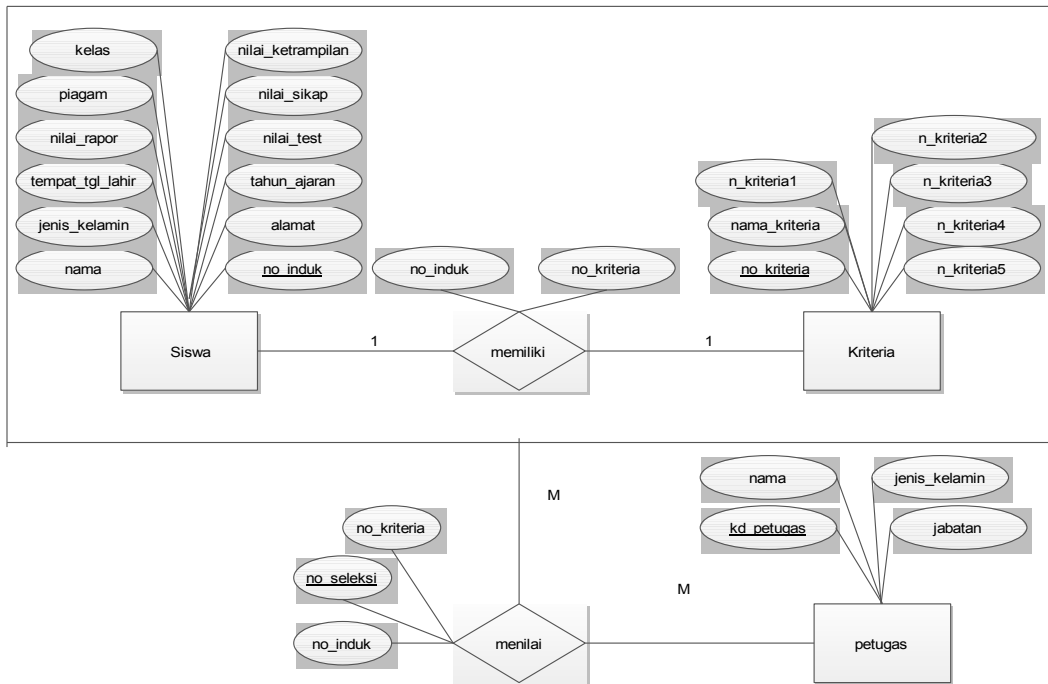 kelas
nilai_ketrampilan
piagam
nilai_sikap
nilai_rapor
nilai_test
n_kriteria2
tempat_tgl_lahir
tahun_ajaran
n_kriteria1
n_kriteria3
jenis_kelamin
alamat
nama_kriteria
n_kriteria4
nama
no_induk
no_induk
no_kriteria
no_kriteria
n_kriteria5
Siswa
1
memiliki
1
Kriteria
M
nama
jenis_kelamin
no_kriteria
kd_petugas
jabatan
no_seleksi
M
no_induk
menilai
petugas